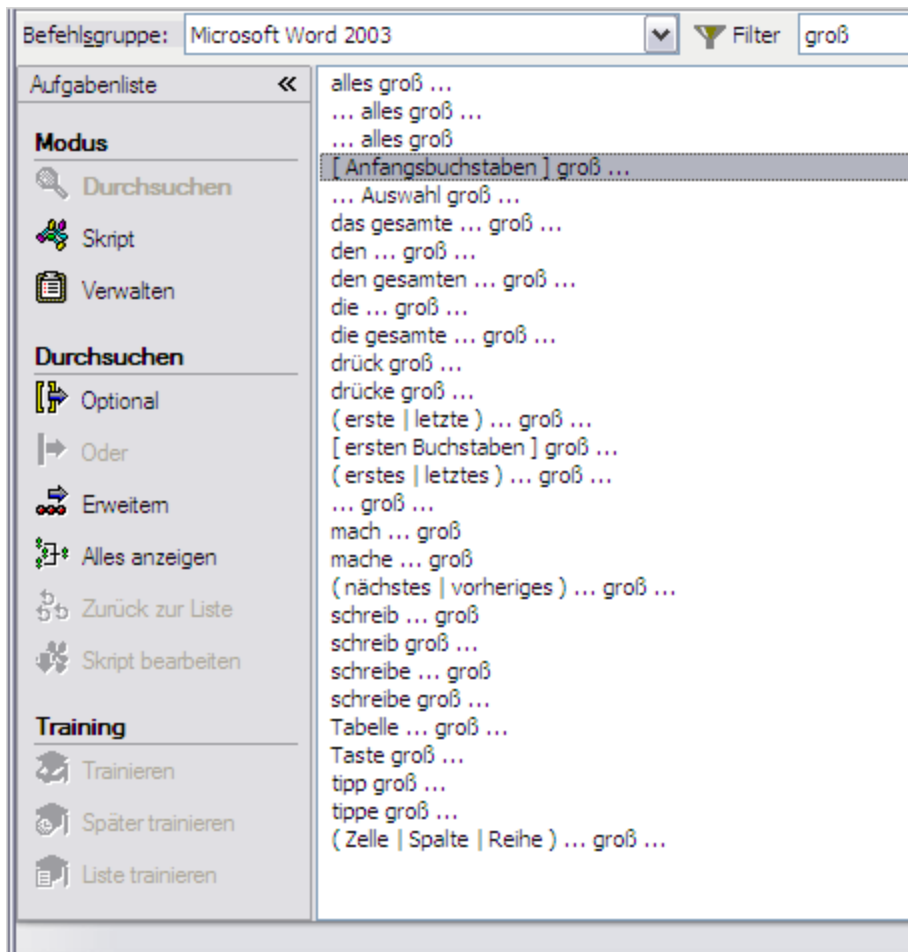 Befehlsgruppe: Microsoft Word 2003 Filter groß
Aufgabenliste «
Modus
Durchsuchen
Skript
Verwalten
Durchsuchen
Optional
Oder
Erweitern
Alles anzeigen
Zurück zur Liste
Skript bearbeiten
Training
Trainieren
Später trainieren
Liste trainieren
alles groß ...
... alles groß ...
... alles groß
[ Anfangsbuchstaben ] groß ...
... Auswahl groß ...
das gesamte ... groß ...
den ... groß ...
den gesamten ... groß ...
die ... groß ...
die gesamte ... groß ...
drück groß ...
drücke groß ...
( erste | letzte ) ... groß ...
[ ersten Buchstaben ] groß ...
( erstes | letztes ) ... groß ...
... groß ...
mach ... groß
mache ... groß
( nächstes | vorheriges ) ... groß ...
schreib ... groß
schreib groß ...
schreibe ... groß
schreibe groß ...
Tabelle ... groß ...
Taste groß ...
tipp groß ...
tippe groß ...
( Zelle | Spalte | Reihe ) ... groß ...